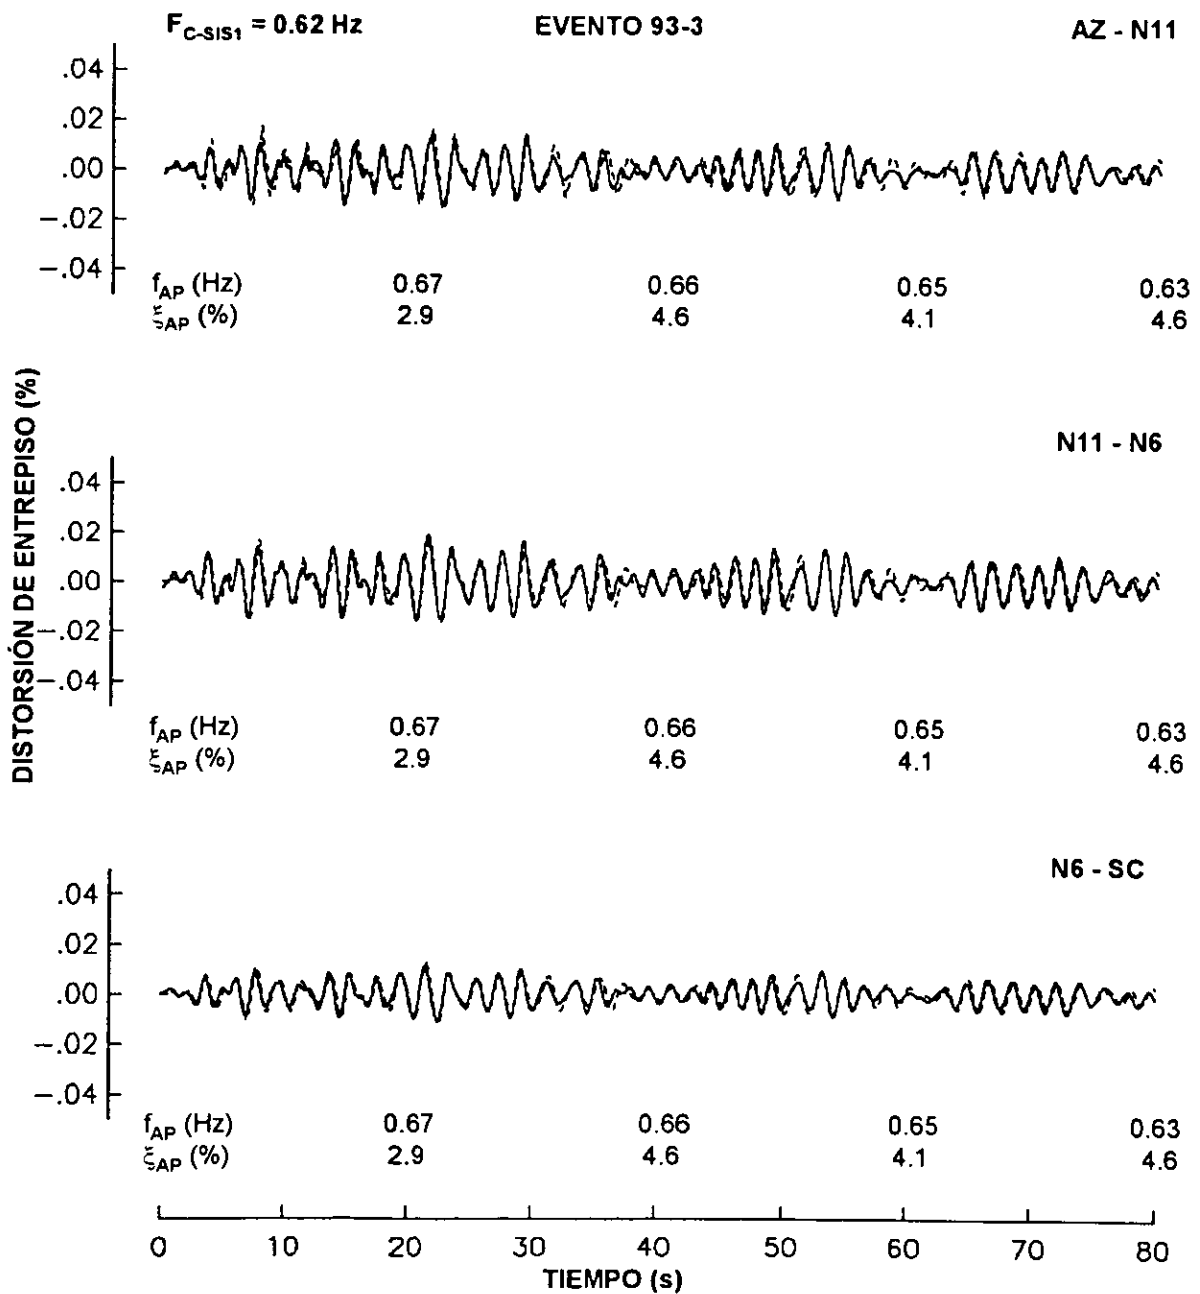 F_C-SIS1 = 0.62 Hz EVENTO 93-3 AZ - N11
.04
.02
.00
-.02
-.04
f_AP (Hz) 0.67 0.66 0.65 0.63
ξ_AP (%) 2.9 4.6 4.1 4.6
DISTORSIÓN DE ENTREPISO (%)
N11 - N6
.04
.02
.00
-.02
-.04
f_AP (Hz) 0.67 0.66 0.65 0.63
ξ_AP (%) 2.9 4.6 4.1 4.6
N6 - SC
.04
.02
.00
-.02
-.04
f_AP (Hz) 0.67 0.66 0.65 0.63
ξ_AP (%) 2.9 4.6 4.1 4.6
0 10 20 30 40 50 60 70 80
TIEMPO (s)